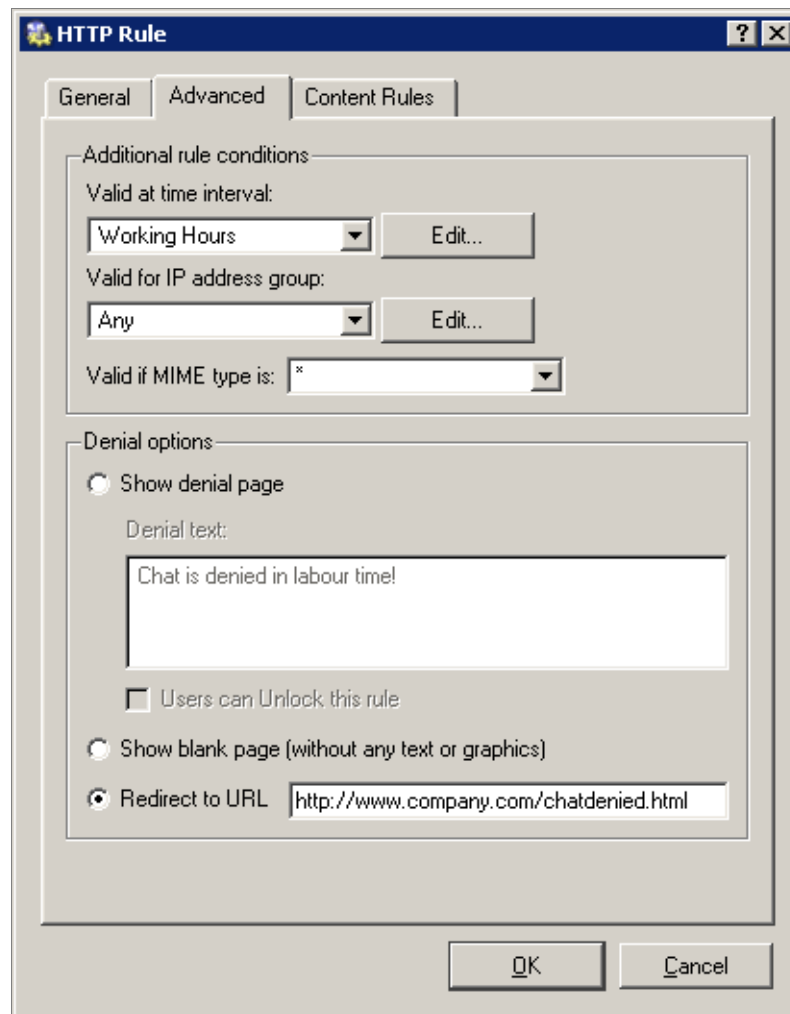 HTTP Rule
General Advanced Content Rules
Additional rule conditions
Valid at time interval:
Working Hours Edit...
Valid for IP address group:
Any Edit...
Valid if MIME type is: *
Denial options
Show denial page
Denial text:
Chat is denied in labour time!
Users can Unlock this rule
Show blank page (without any text or graphics)
Redirect to URL http://www.company.com/chatdenied.html
OK Cancel